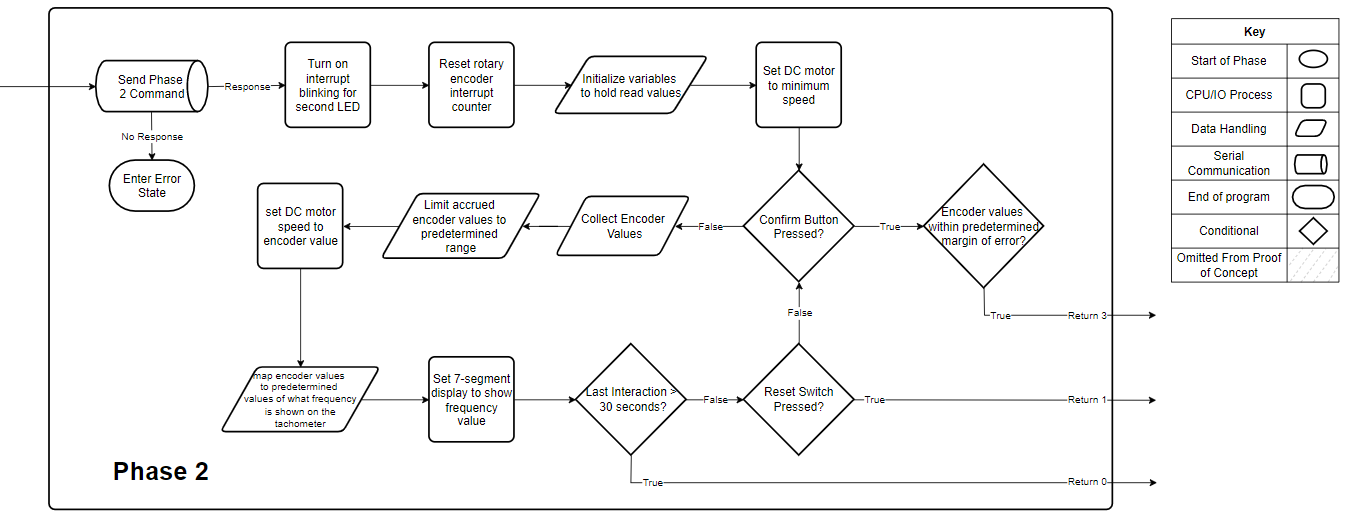 Send Phase
2 Command
Response
No Response
Enter Error
State
Turn on
interrupt
blinking for
second LED
Reset rotary
encoder
interrupt
counter
Initialize variables
to hold read values
Set DC motor
to minimum
speed
Confirm Button
Pressed?
True
Encoder values
within predetermined
margin of error?
True
Return 3
False
Collect Encoder
Values
Limit accrued
encoder values to
predetermined
range
set DC motor
speed to
encoder value
map encoder values
to predetermined
values of what frequency
is shown on the
tachometer
Set 7-segment
display to show
frequency
value
Last Interaction >
30 seconds?
False
Reset Switch
Pressed?
False
True
Return 1
True
Return 0
Phase 2
Key
Start of Phase
CPU/IO Process
Data Handling
Serial
Communication
End of program
Conditional
Omitted From Proof
of Concept